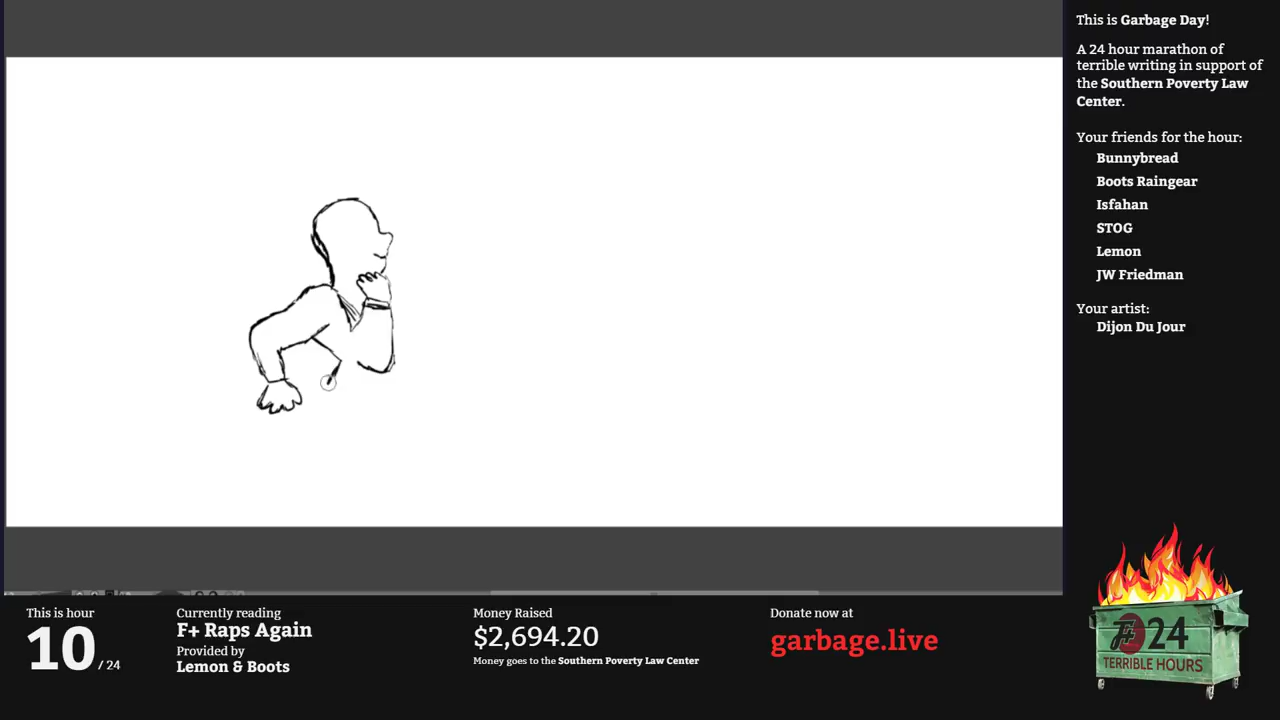 This is Garbage Day!
A 24 hour marathon of
terrible writing in support of
the Southern Poverty Law
Center.
Your friends for the hour:
Bunnybread
Boots Raingear
Isfahan
STOG
Lemon
JW Friedman
Your artist:
Dijon Du Jour
F+ 24
TERRIBLE HOURS
This is hour
10 / 24
Currently reading
F+ Raps Again
Provided by
Lemon & Boots
Money Raised
$2,694.20
Money goes to the Southern Poverty Law Center
Donate now at
garbage.live